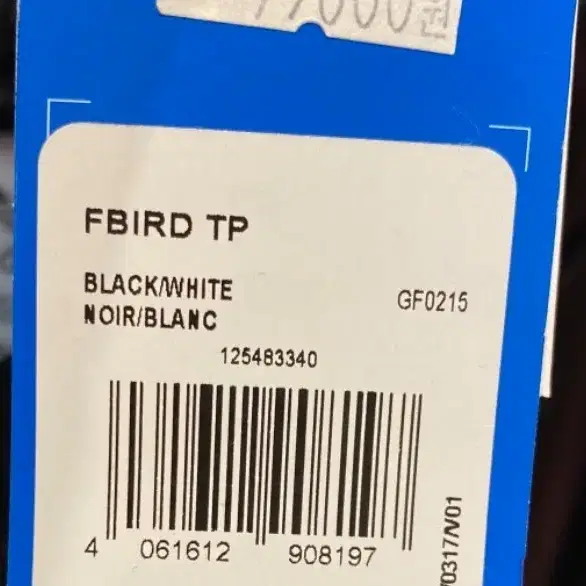 FBIRD TP
BLACK/WHITE
NOIR/BLANC
GF0215
125483340
4 061612 908197